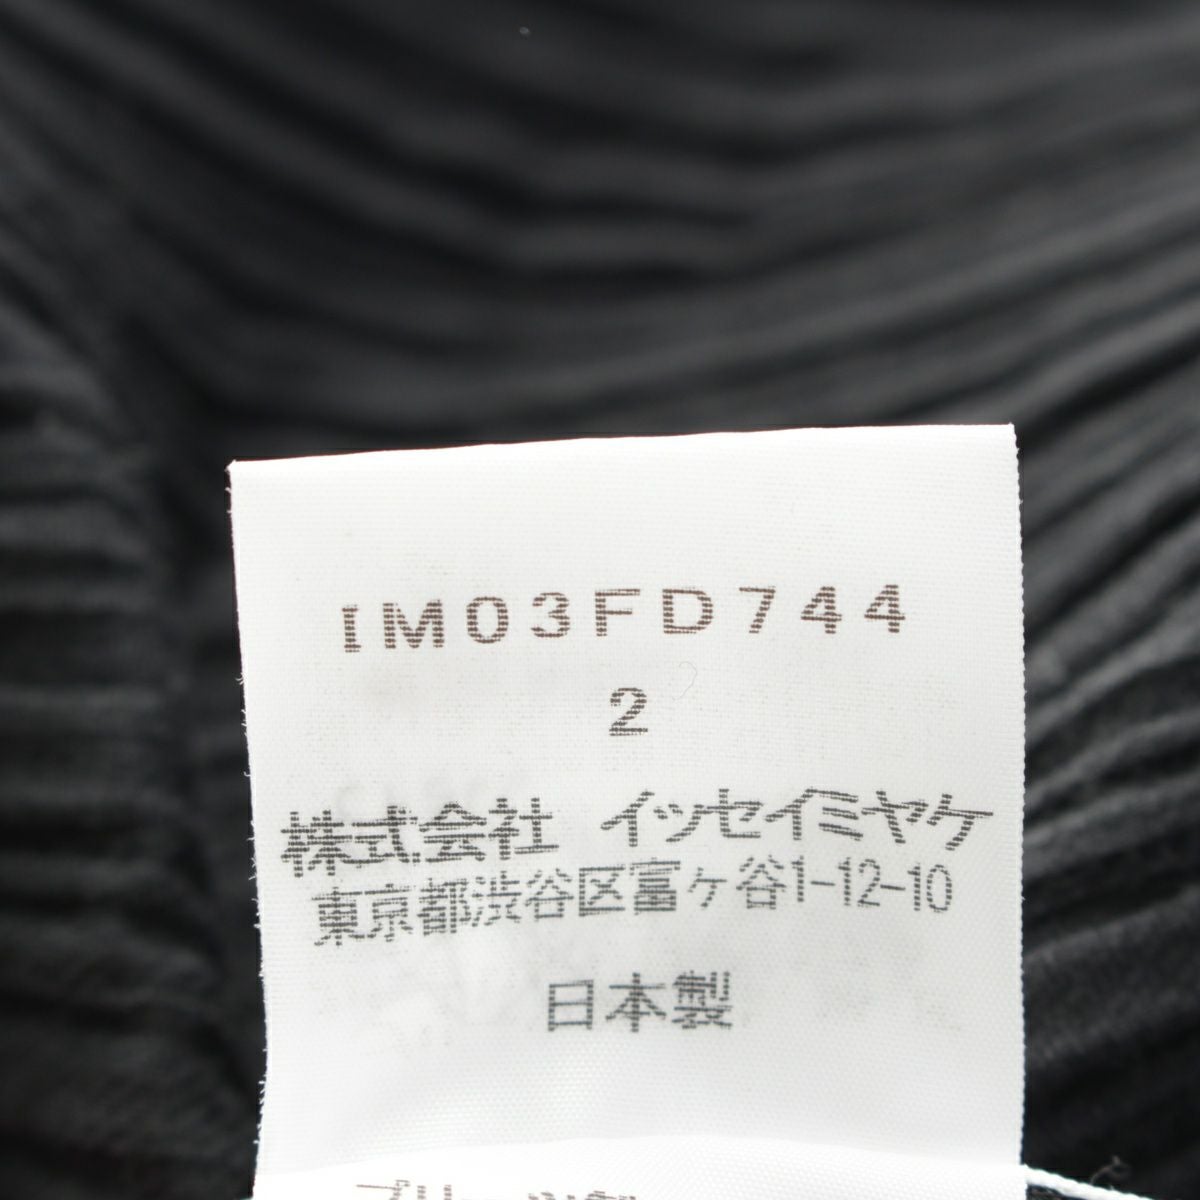 IM03FD744
2
株式会社 イッセイミヤケ
東京都渋谷区富ヶ谷1-12-10
日本製